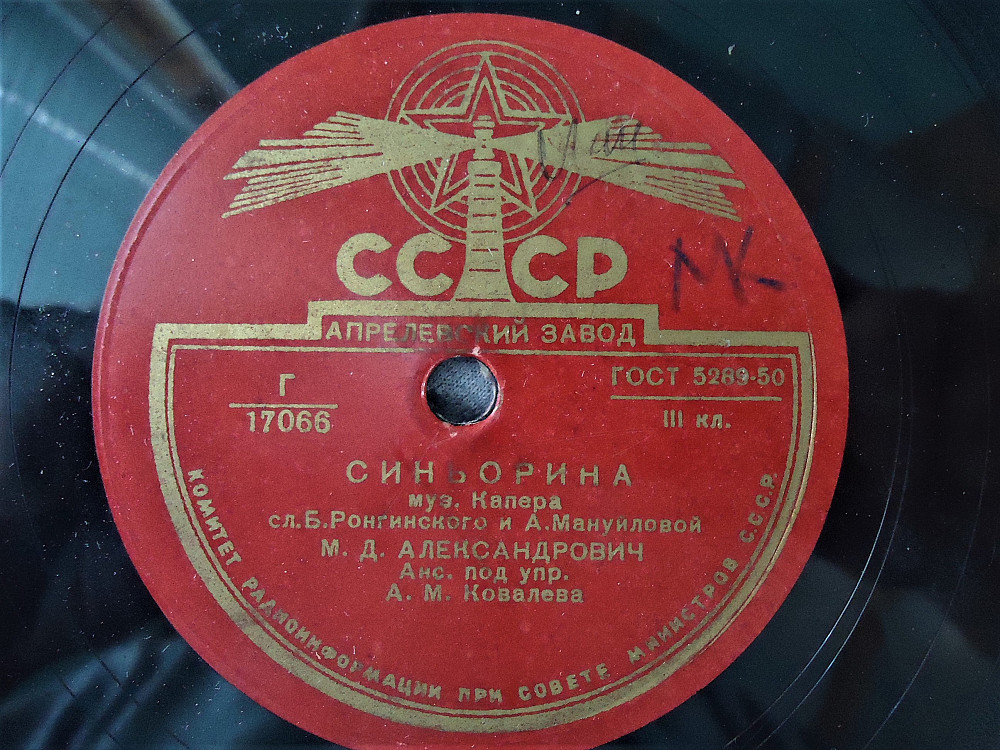 СССР
АПРЕЛЕВСКИЙ ЗАВОД
Г
17066
ГОСТ 5289-50
III кл.
СИНЬОРИНА
муз. Капера
сл. Б. Ронгинского и А. Мануйловой
М. Д. АЛЕКСАНДРОВИЧ
Анс. под упр.
А. М. Ковалева
КОМИТЕТ РАДИОИНФОРМАЦИИ ПРИ СОВЕТЕ МИНИСТРОВ С.С.С.Р.
МК